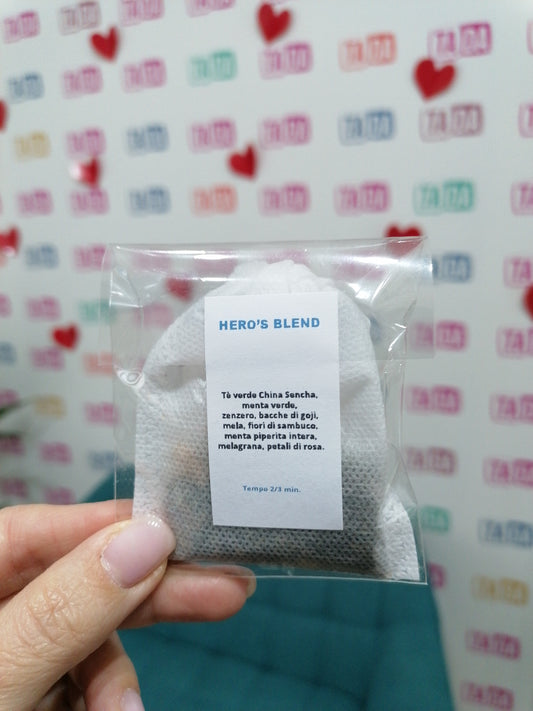 HERO'S BLEND
Tè verde China Sencha,
menta verde,
zenzero, bacche di goji,
mela, fiori di sambuco,
menta piperita intera,
melagrana, petali di rosa.
Tempo 2/3 min.
TADA